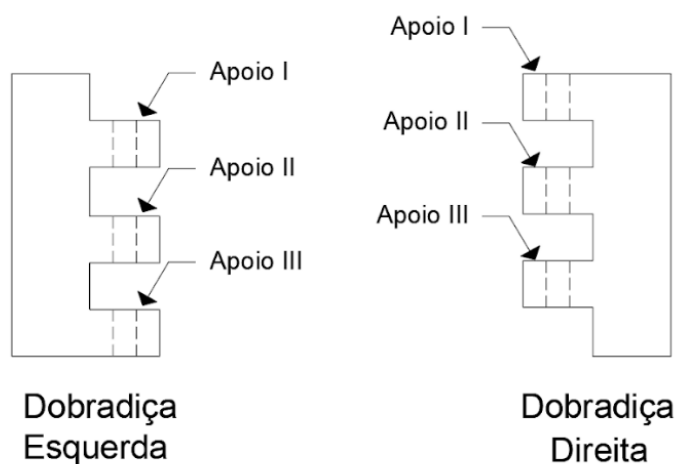 Apoio I
Apoio II
Apoio III
Dobradiça
Esquerda
Apoio I
Apoio II
Apoio III
Dobradiça
Direita